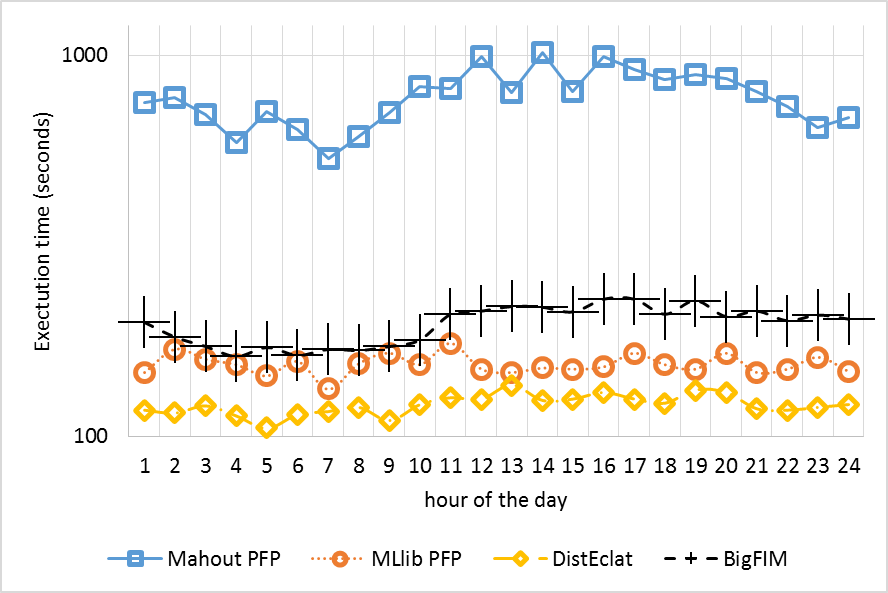 1000
Exectution time (seconds)
100
1 2 3 4 5 6 7 8 9 10 11 12 13 14 15 16 17 18 19 20 21 22 23 24
hour of the day
Mahout PFP MLlib PFP DistEclat BigFIM